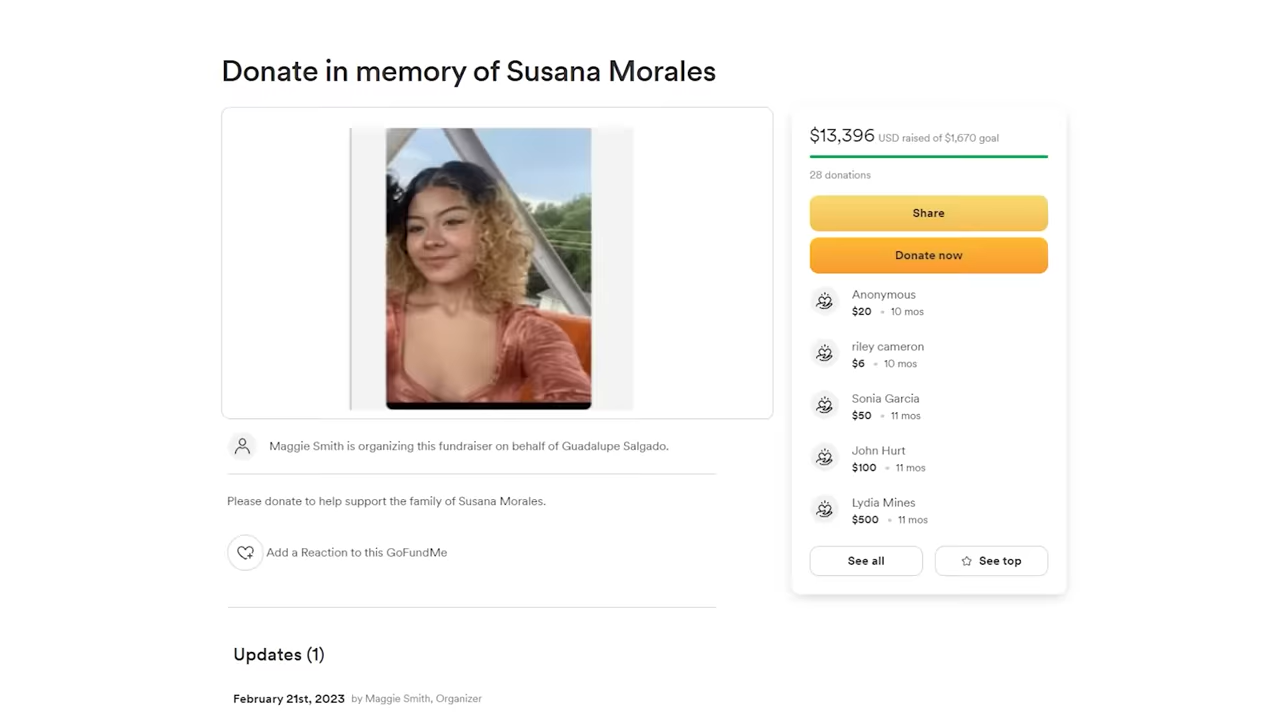 Donate in memory of Susana Morales
$13,396 USD raised of $1,670 goal
28 donations
Share
Donate now
Anonymous
$20 • 10 mos
riley cameron
$6 • 10 mos
Sonia Garcia
$50 • 11 mos
John Hurt
$100 • 11 mos
Lydia Mines
$500 • 11 mos
See all
See top
Maggie Smith is organizing this fundraiser on behalf of Guadalupe Salgado.
Please donate to help support the family of Susana Morales.
Add a Reaction to this GoFundMe
Updates (1)
February 21st, 2023 by Maggie Smith, Organizer